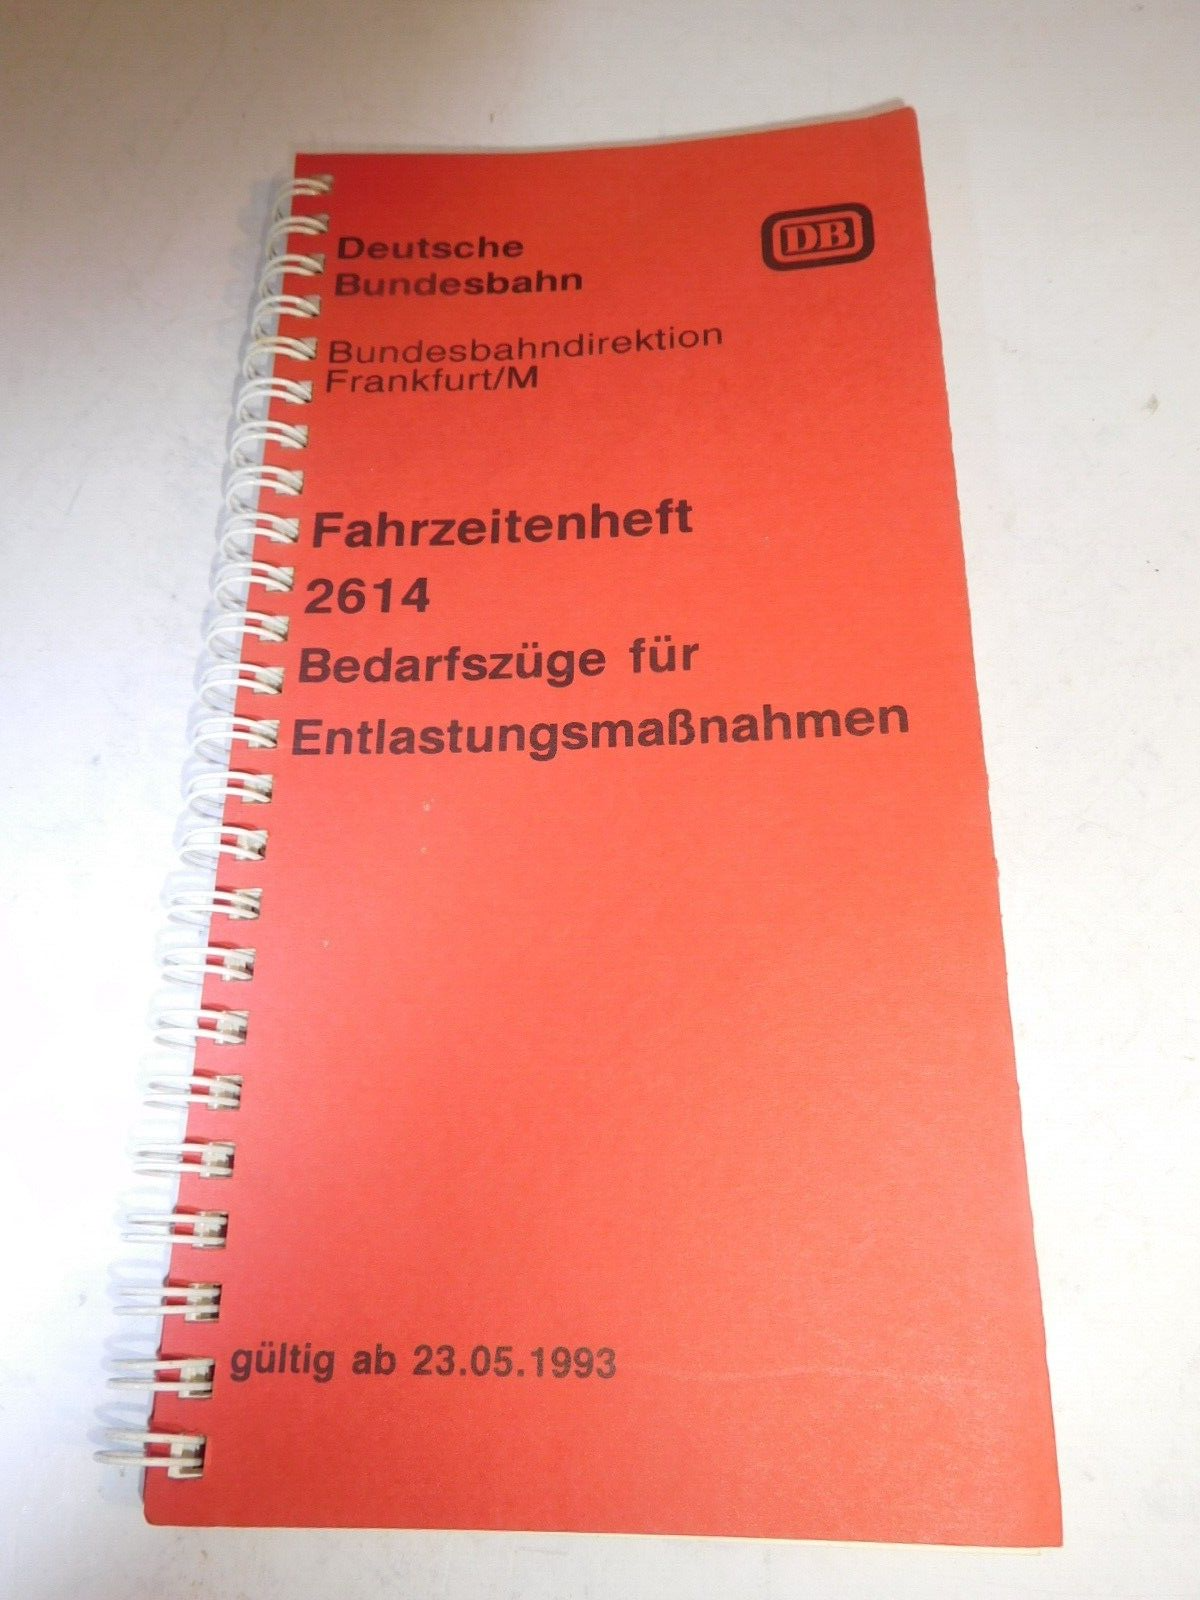 Deutsche
Bundesbahn
DB
Bundesbahndirektion
Frankfurt/M
Fahrzeitenheft
2614
Bedarfszüge für
Entlastungsmaßnahmen
gültig ab 23.05.1993